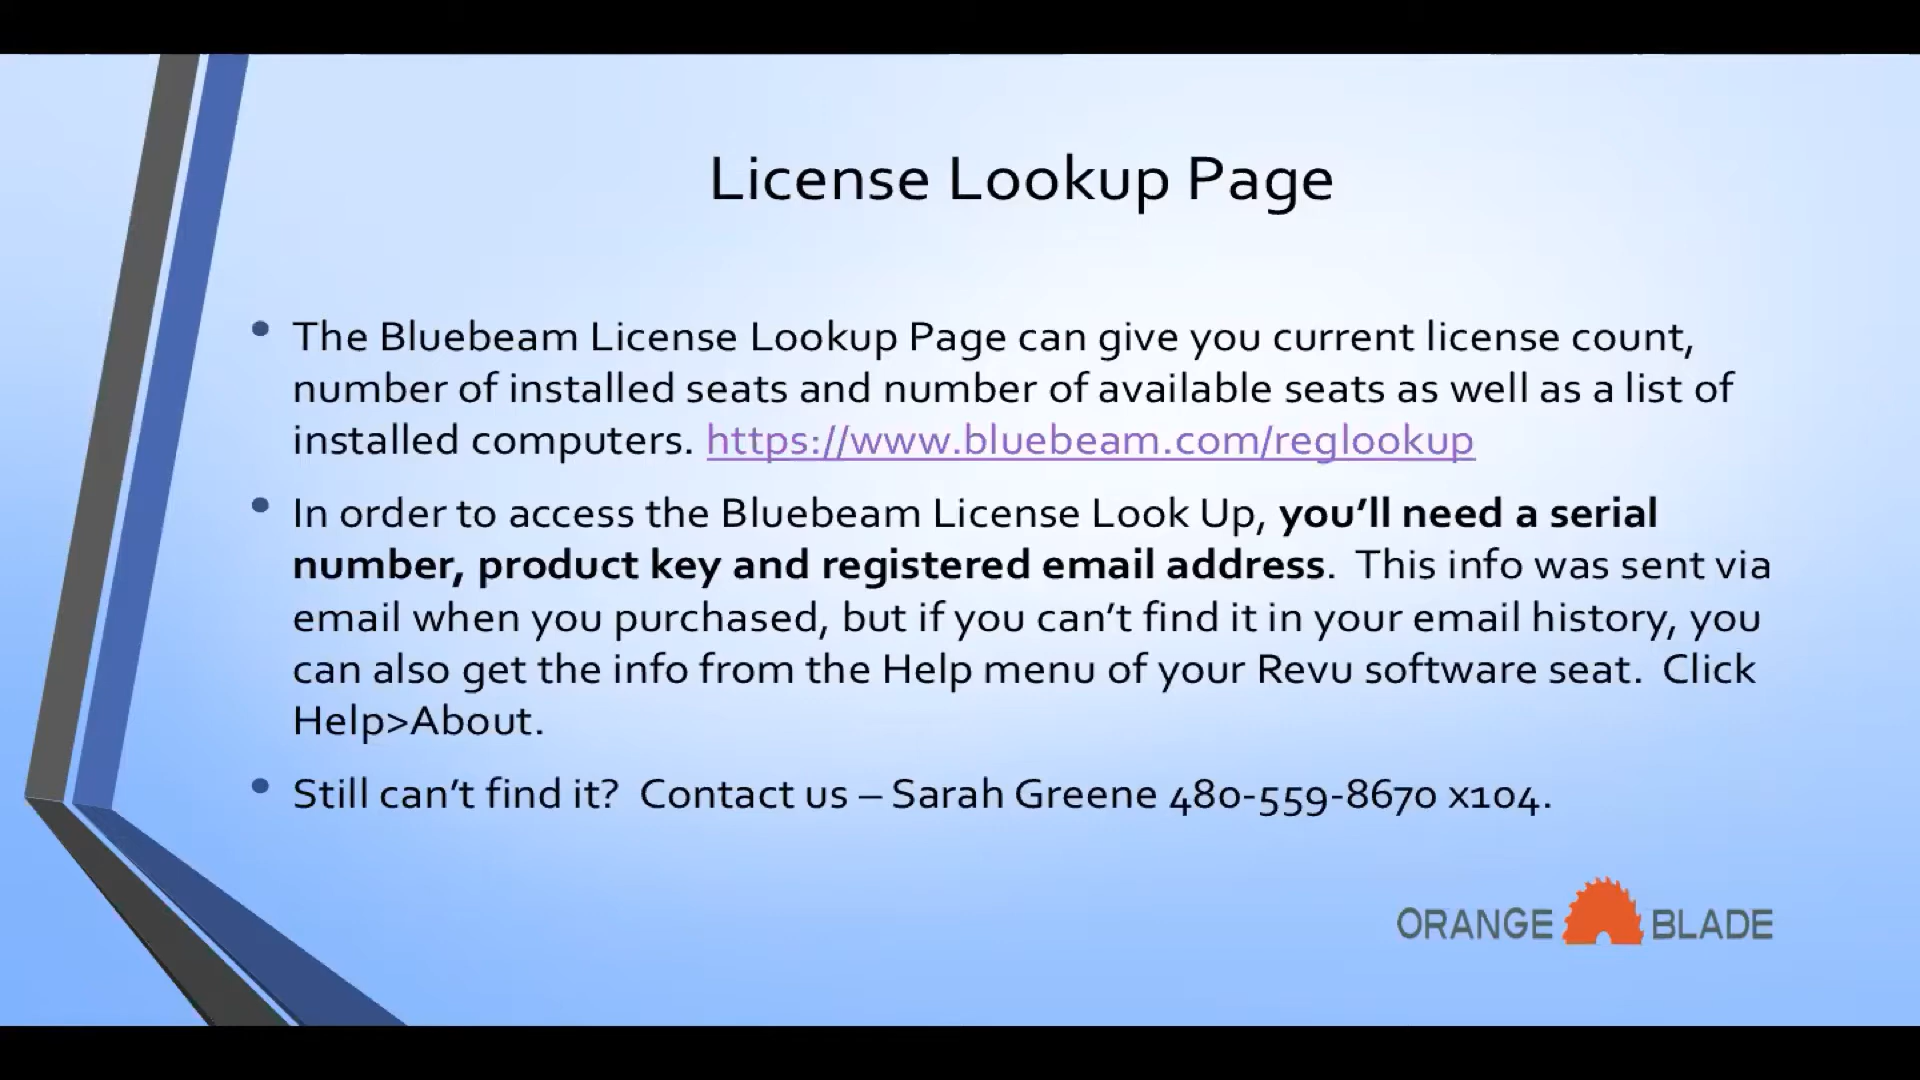 License Lookup Page
• The Bluebeam License Lookup Page can give you current license count,
number of installed seats and number of available seats as well as a list of
installed computers. https://www.bluebeam.com/reglookup
• In order to access the Bluebeam License Look Up, you’ll need a serial
number, product key and registered email address.  This info was sent via
email when you purchased, but if you can’t find it in your email history, you
can also get the info from the Help menu of your Revu software seat.  Click
Help>About.
• Still can’t find it?  Contact us – Sarah Greene 480-559-8670 x104.
ORANGE BLADE